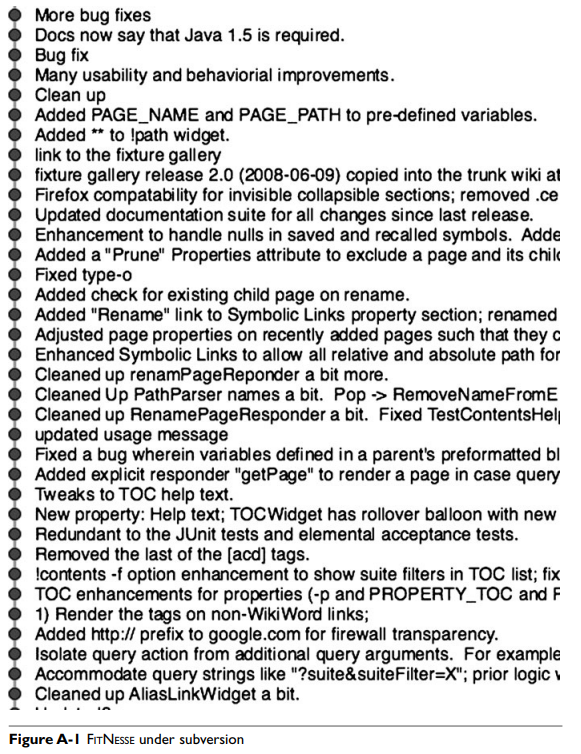 More bug fixes
Docs now say that Java 1.5 is required.
Bug fix
Many usability and behaviorial improvements.
Clean up
Added PAGE_NAME and PAGE_PATH to pre-defined variables.
Added ** to !path widget.
link to the fixture gallery
fixture gallery release 2.0 (2008-06-09) copied into the trunk wiki at
Firefox compatability for invisible collapsible sections; removed .ce
Updated documentation suite for all changes since last release.
Enhancement to handle nulls in saved and recalled symbols. Adde
Added a "Prune" Properties attribute to exclude a page and its chil
Fixed type-o
Added check for existing child page on rename.
Added "Rename" link to Symbolic Links property section; renamed
Adjusted page properties on recently added pages such that they c
Enhanced Symbolic Links to allow all relative and absolute path for
Cleaned up renamPageReponder a bit more.
Cleaned Up PathParser names a bit. Pop -> RemoveNameFromE
Cleaned up RenamePageResponder a bit. Fixed TestContentsHel
updated usage message
Fixed a bug wherein variables defined in a parent's preformatted bl
Added explicit responder "getPage" to render a page in case query
Tweaks to TOC help text.
New property: Help text; TOCWidget has rollover balloon with new
Redundant to the JUnit tests and elemental acceptance tests.
Removed the last of the [acd] tags.
!contents -f option enhancement to show suite filters in TOC list; fix
TOC enhancements for properties (-p and PROPERTY_TOC and
1) Render the tags on non-WikiWord links;
Added http:// prefix to google.com for firewall transparency.
Isolate query action from additional query arguments. For example
Accommodate query strings like "?suite&suiteFilter=X"; prior logic
Cleaned up AliasLinkWidget a bit.
Figure A-1 FITNESSE under subversion